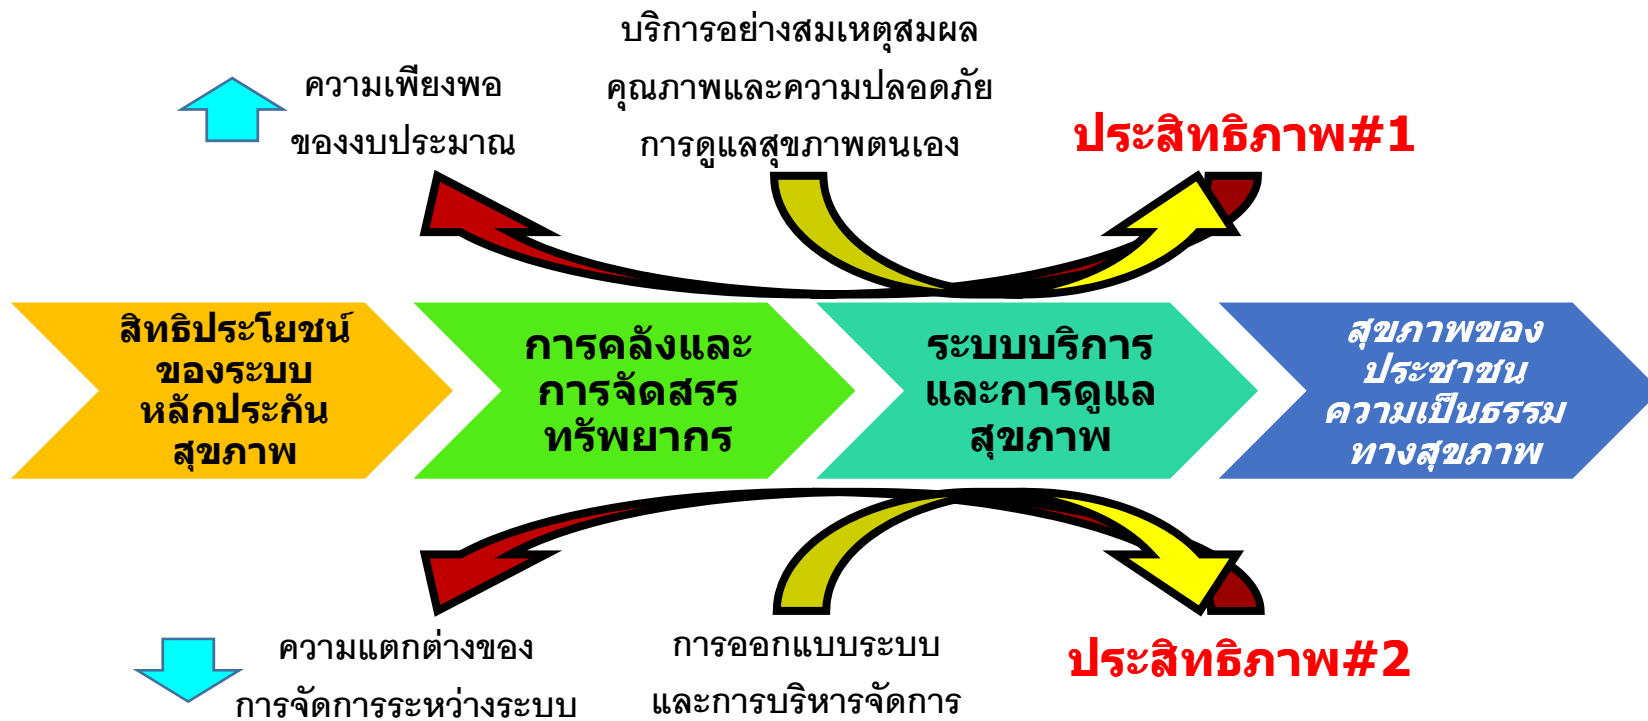 บริการอย่างสมเหตุสมผล
คุณภาพและความปลอดภัย
การดูแลสุขภาพตนเอง
ความเพียงพอ
ของงบประมาณ
ประสิทธิภาพ#1
สิทธิประโยชน์
ของระบบ
หลักประกัน
สุขภาพ
การคลังและ
การจัดสรร
ทรัพยากร
ระบบบริการ
และการดูแล
สุขภาพ
สุขภาพของ
ประชาชน
ความเป็นธรรม
ทางสุขภาพ
ความแตกต่างของ
การจัดการระหว่างระบบ
การออกแบบระบบ
และการบริหารจัดการ
ประสิทธิภาพ#2